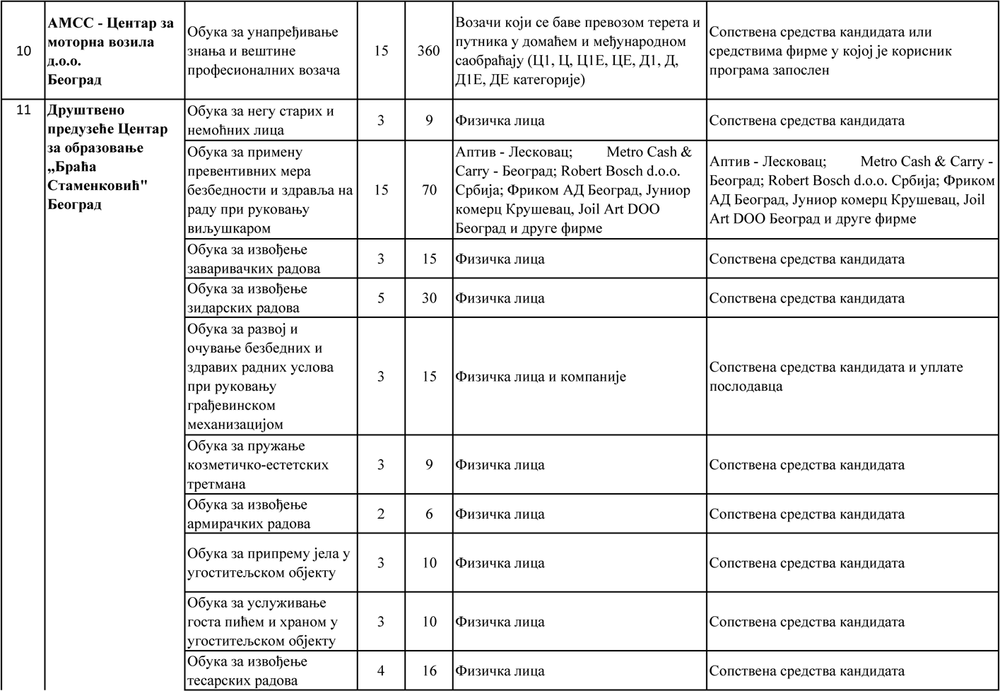 10
АМСС - Центар за
моторна возила
д.о.о.
Београд
Обука за унапређивање
знања и вештине
професионалних возача
15
360
Возачи који се баве превозом терета и
путника у домаћем и међународном
саобраћају (Ц1, Ц, Ц1Е, ЦЕ, Д1, Д,
Д1Е, ДЕ категорије)
Сопствена средства кандидата или
средствима фирме у којој је корисник
програма запослен
11
Друштвено
предузеће Центар
за образовање
„Браћа
Стаменковић"
Београд
Обука за негу старих и
немоћних лица
3
9
Физичка лица
Сопствена средства кандидата
Обука за примену
превентивних мера
безбедности и здравља на
раду при руковању
виљушкаром
15
70
Аптив - Лесковац; Metro Cash &
Carry - Београд; Robert Bosch d.o.o.
Србија; Фриком АД Београд, Јуниор
комерц Крушевац, Joil Art DOO
Београд и друге фирме
Аптив - Лесковац; Metro Cash & Carry -
Београд; Robert Bosch d.o.o. Србија; Фриком
АД Београд, Јуниор комерц Крушевац, Joil
Art DOO Београд и друге фирме
Обука за извођење
заваривачких радова
3
15
Физичка лица
Сопствена средства кандидата
Обука за извођење
зидарских радова
5
30
Физичка лица
Сопствена средства кандидата
Обука за развој и
очување безбедних и
здравих радних услова
при руковању
грађевинском
механизацијом
3
15
Физичка лица и компаније
Сопствена средства кандидата и уплате
послодавца
Обука за пружање
козметичко-естетских
третмана
3
9
Физичка лица
Сопствена средства кандидата
Обука за извођење
армирачких радова
2
6
Физичка лица
Сопствена средства кандидата
Обука за припрему јела у
угоститељском објекту
3
10
Физичка лица
Сопствена средства кандидата
Обука за услуживање
госта пићем и храном у
угоститељском објекту
3
10
Физичка лица
Сопствена средства кандидата
Обука за извођење
тесарских радова
4
16
Физичка лица
Сопствена средства кандидата